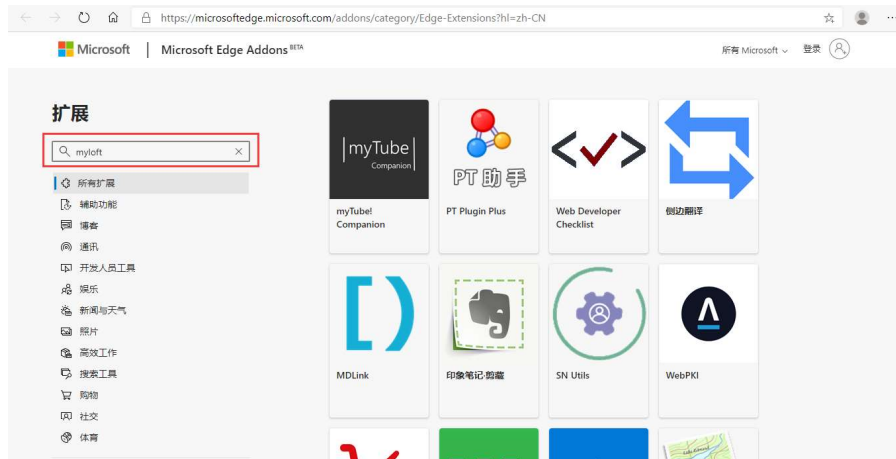 https://microsoftedge.microsoft.com/addons/category/Edge-Extensions?hl=zh-CN
Microsoft
Microsoft Edge Addons BETA
所有 Microsoft
登录
扩展
myloft
所有扩展
辅助功能
博客
通讯
开发人员工具
娱乐
新闻与天气
照片
高效工作
搜索工具
购物
社交
体育
myTube
Companion
PT 助手
myTube!
Companion
PT Plugin Plus
Web Developer
Checklist
侧边翻译
MDLink
印象笔记·剪藏
SN Utils
WebPKI